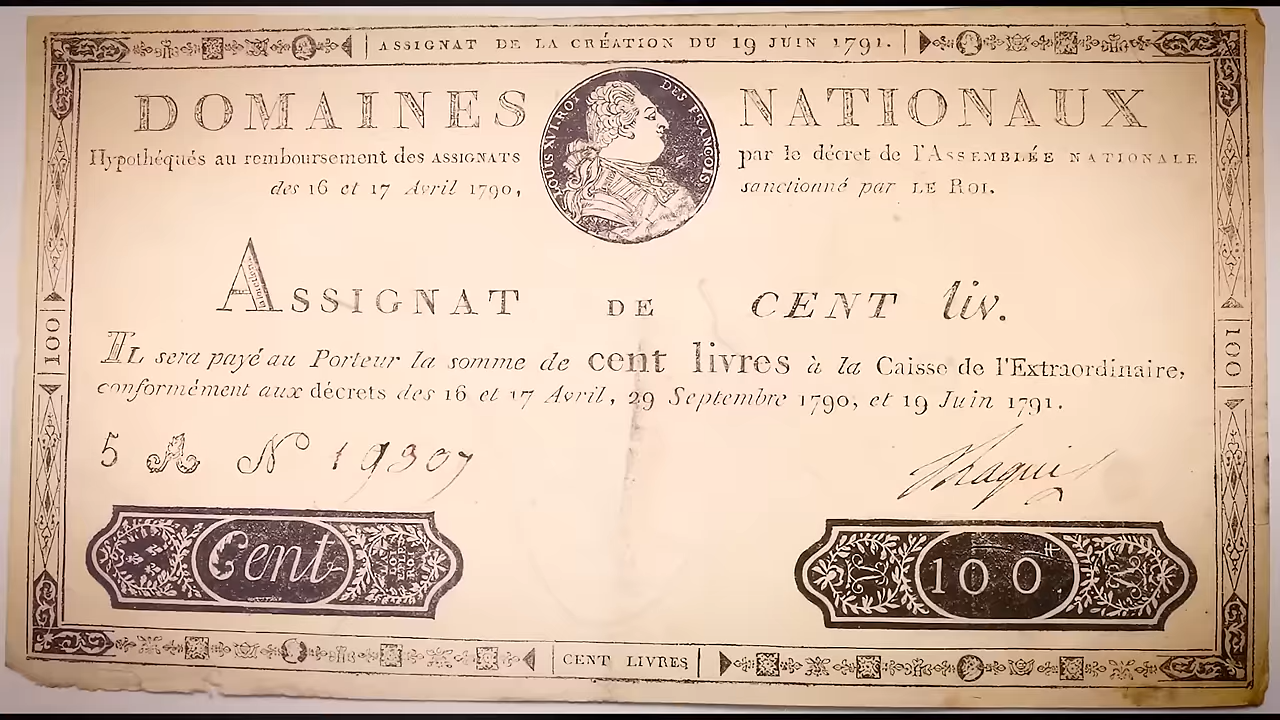 ASSIGNAT DE LA CRÉATION DU 19 JUIN 1791.
DOMAINES NATIONAUX
LOUIS XVI ROI DES FRANÇOIS
Hypothéqués au remboursement des ASSIGNATS par le décret de l'ASSEMBLÉE NATIONALE
des 16 et 17 Avril 1790, sanctionné par LE ROI.
ASSIGNAT DE CENT liv.
IL sera payé au Porteur la somme de cent livres à la Caisse de l'Extraordinaire,
conformément aux décrets des 16 et 17 Avril, 29 Septembre 1790, et 19 Juin 1791.
100
100
5 A N 19307
Cent
100
CENT LIVRES